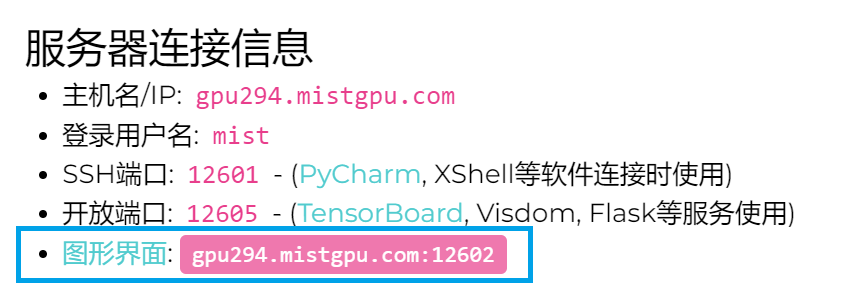 服务器连接信息
主机名/IP: gpu294.mistgpu.com
登录用户名: mist
SSH端口: 12601 - (PyCharm, XShell等软件连接时使用)
开放端口: 12605 - (TensorBoard, Visdom, Flask等服务使用)
图形界面: gpu294.mistgpu.com:12602